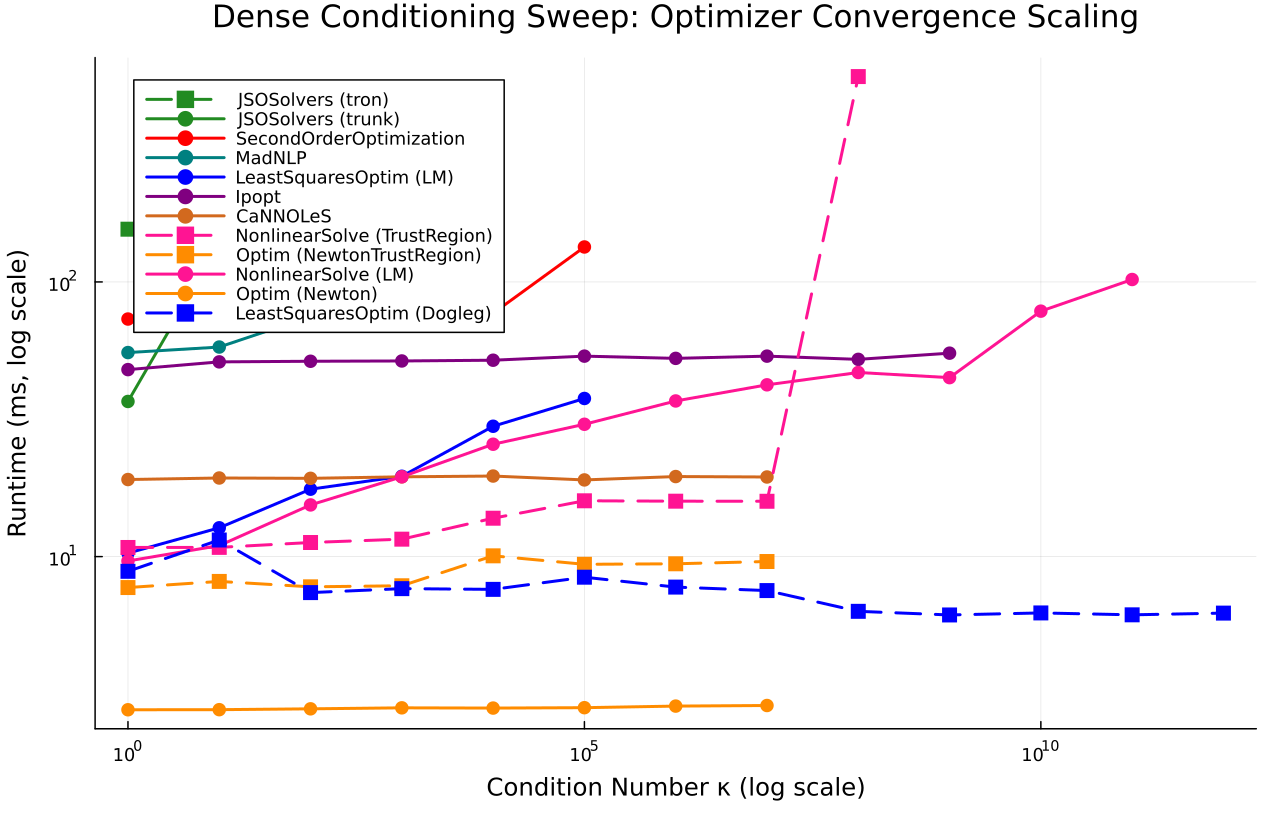 Dense Conditioning Sweep: Optimizer Convergence Scaling
JSOSolvers (tron)
JSOSolvers (trunk)
SecondOrderOptimization
MadNLP
LeastSquaresOptim (LM)
Ipopt
CaNNOLeS
NonlinearSolve (TrustRegion)
Optim (NewtonTrustRegion)
NonlinearSolve (LM)
Optim (Newton)
LeastSquaresOptim (Dogleg)
Runtime (ms, log scale)
10²
10¹
10⁰ 10⁵ 10¹⁰
Condition Number κ (log scale)